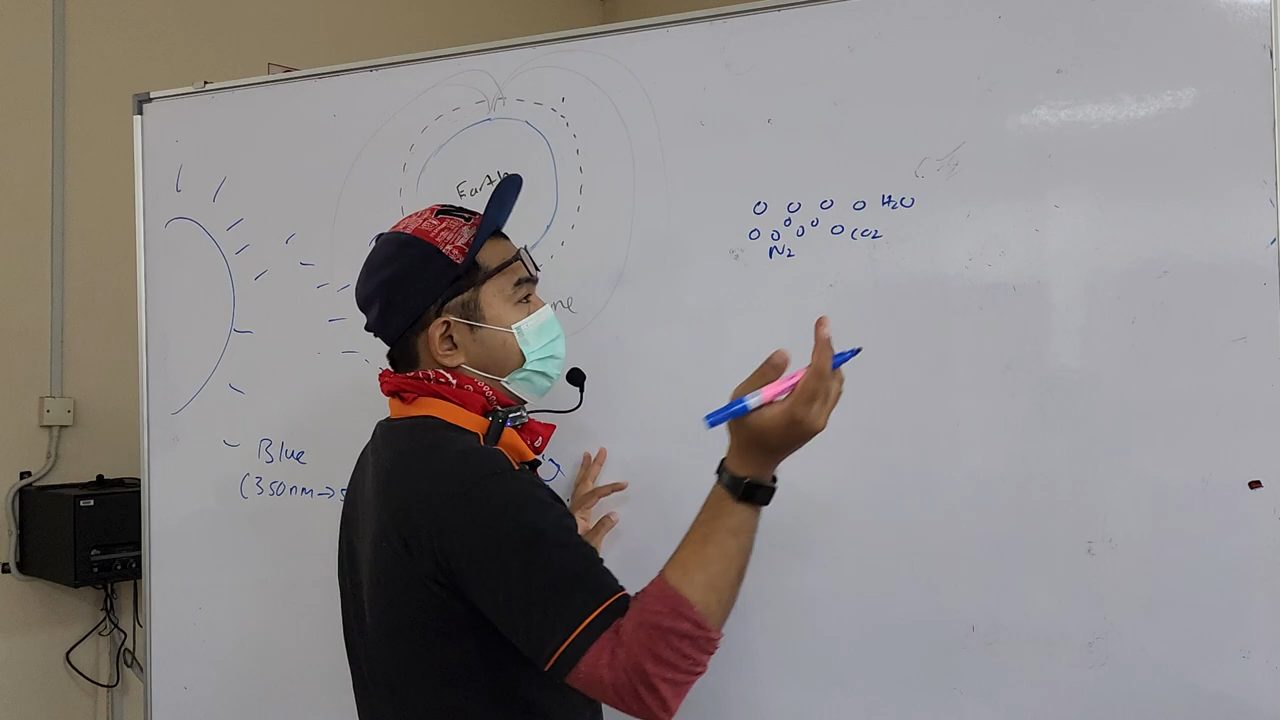 Earth
H₂O
CO₂
N₂
Blue
(350nm→